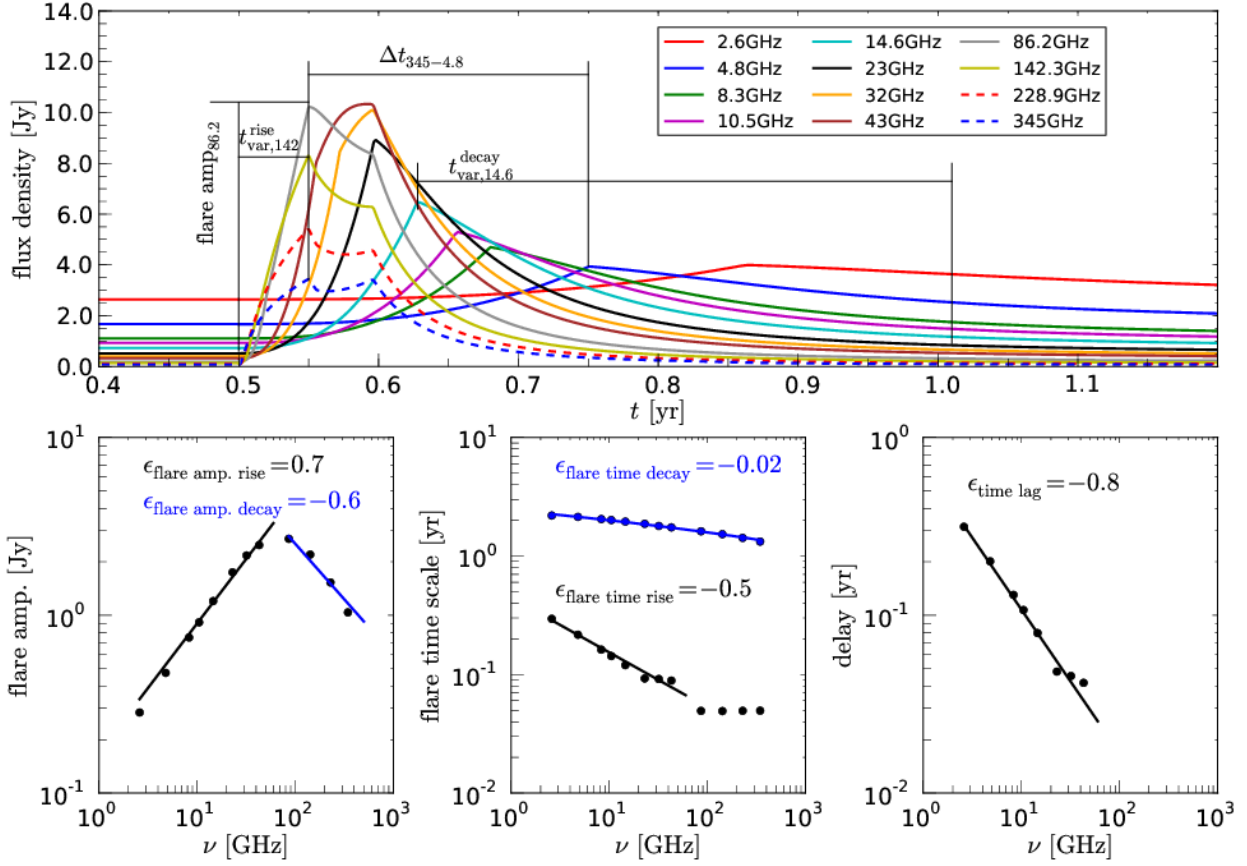 14.0
12.0
10.0
8.0
6.0
4.0
2.0
0.0
flux density [Jy]
Δt345−4.8
flare amp86.2
t^rise_var,142
t^decay_var,14.6
2.6GHz
4.8GHz
8.3GHz
10.5GHz
14.6GHz
23GHz
32GHz
43GHz
86.2GHz
142.3GHz
228.9GHz
345GHz
0.4 0.5 0.6 0.7 0.8 0.9 1.0 1.1
t [yr]
10^1
10^0
10^-1
flare amp. [Jy]
ϵflare amp. rise=0.7
ϵflare amp. decay=−0.6
10^0 10^1 10^2 10^3
ν [GHz]
10^1
10^0
10^-1
10^-2
flare time scale [yr]
ϵflare time decay=−0.02
ϵflare time rise=−0.5
10^0 10^1 10^2 10^3
ν [GHz]
10^0
10^-1
10^-2
delay [yr]
ϵtime lag=−0.8
10^0 10^1 10^2 10^3
ν [GHz]